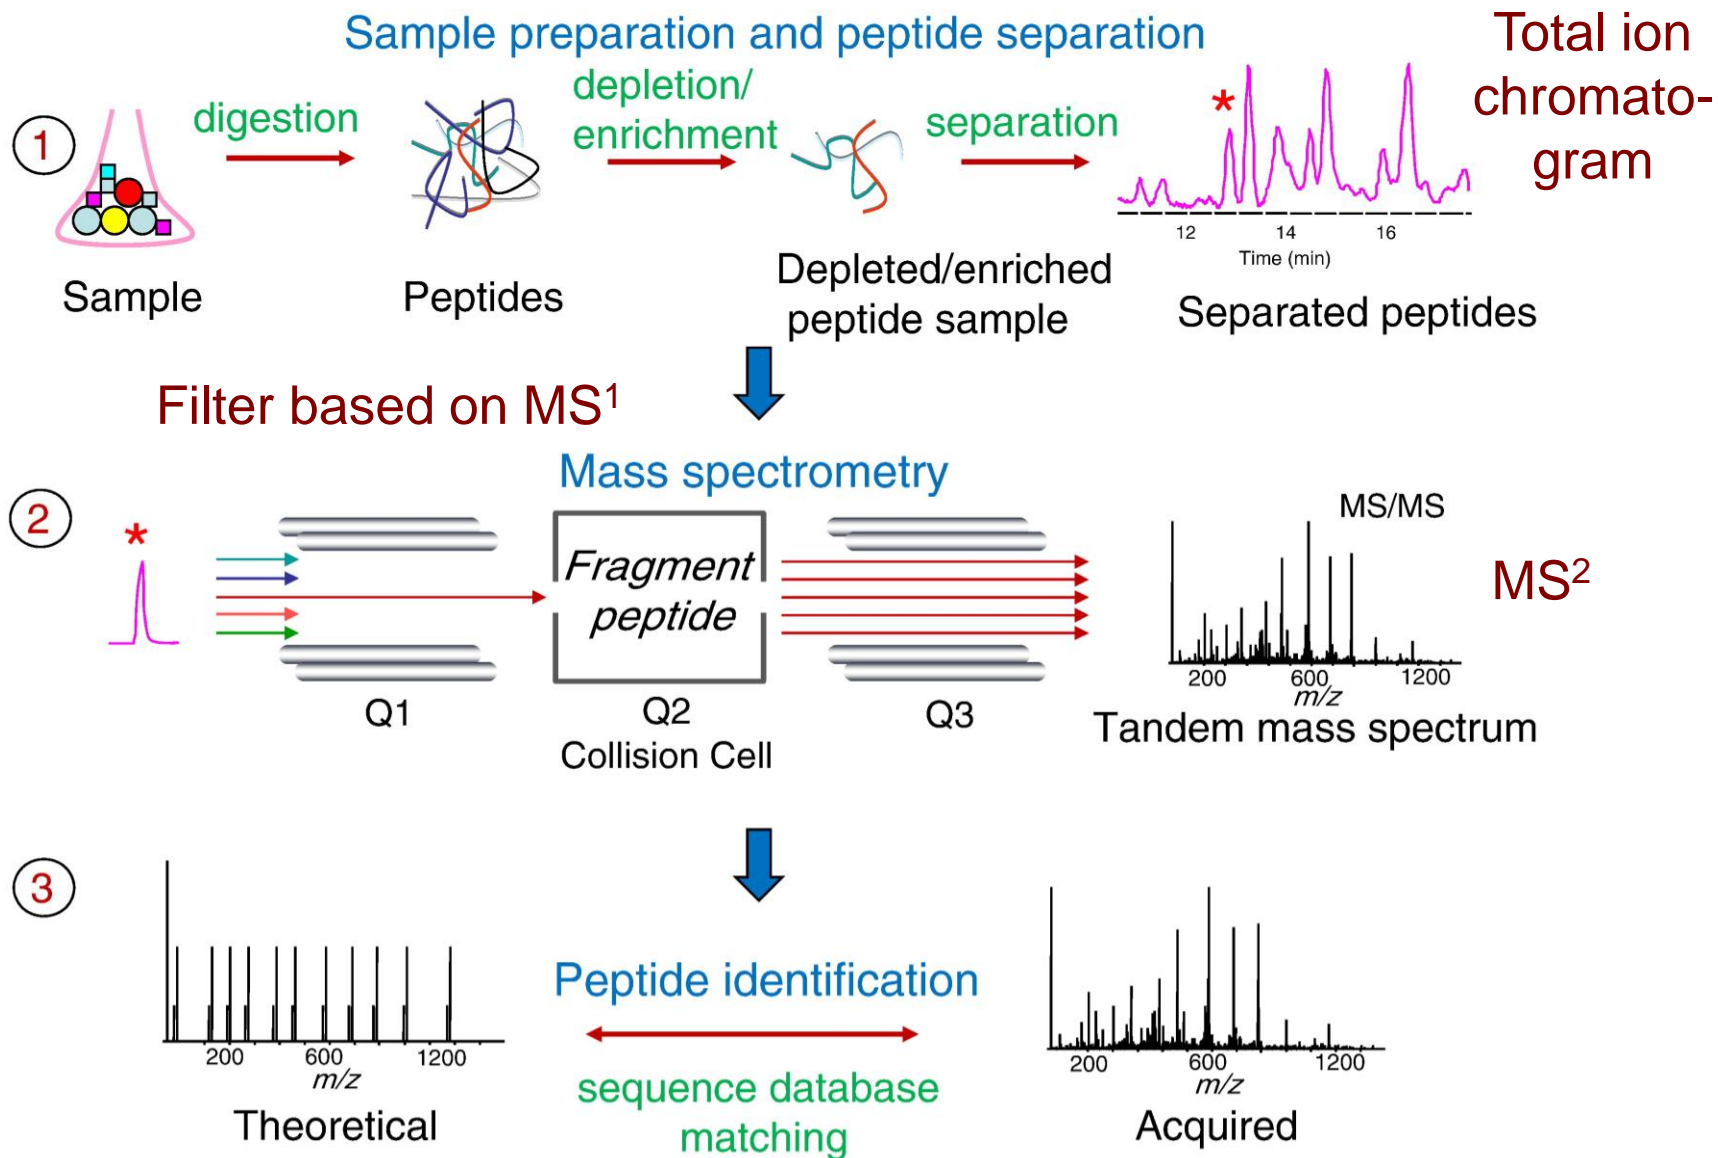 Sample preparation and peptide separation
Total ion
chromato-
gram
1
digestion
depletion/
enrichment
separation
*
12 14 16
Time (min)
Sample
Peptides
Depleted/enriched
peptide sample
Separated peptides
Filter based on MS¹
Mass spectrometry
2
*
Fragment
peptide
MS/MS
MS²
200 600 1200
m/z
Q1
Q2
Q3
Collision Cell
Tandem mass spectrum
3
Peptide identification
200 600 1200
m/z
Theoretical
sequence database
matching
200 600 1200
m/z
Acquired